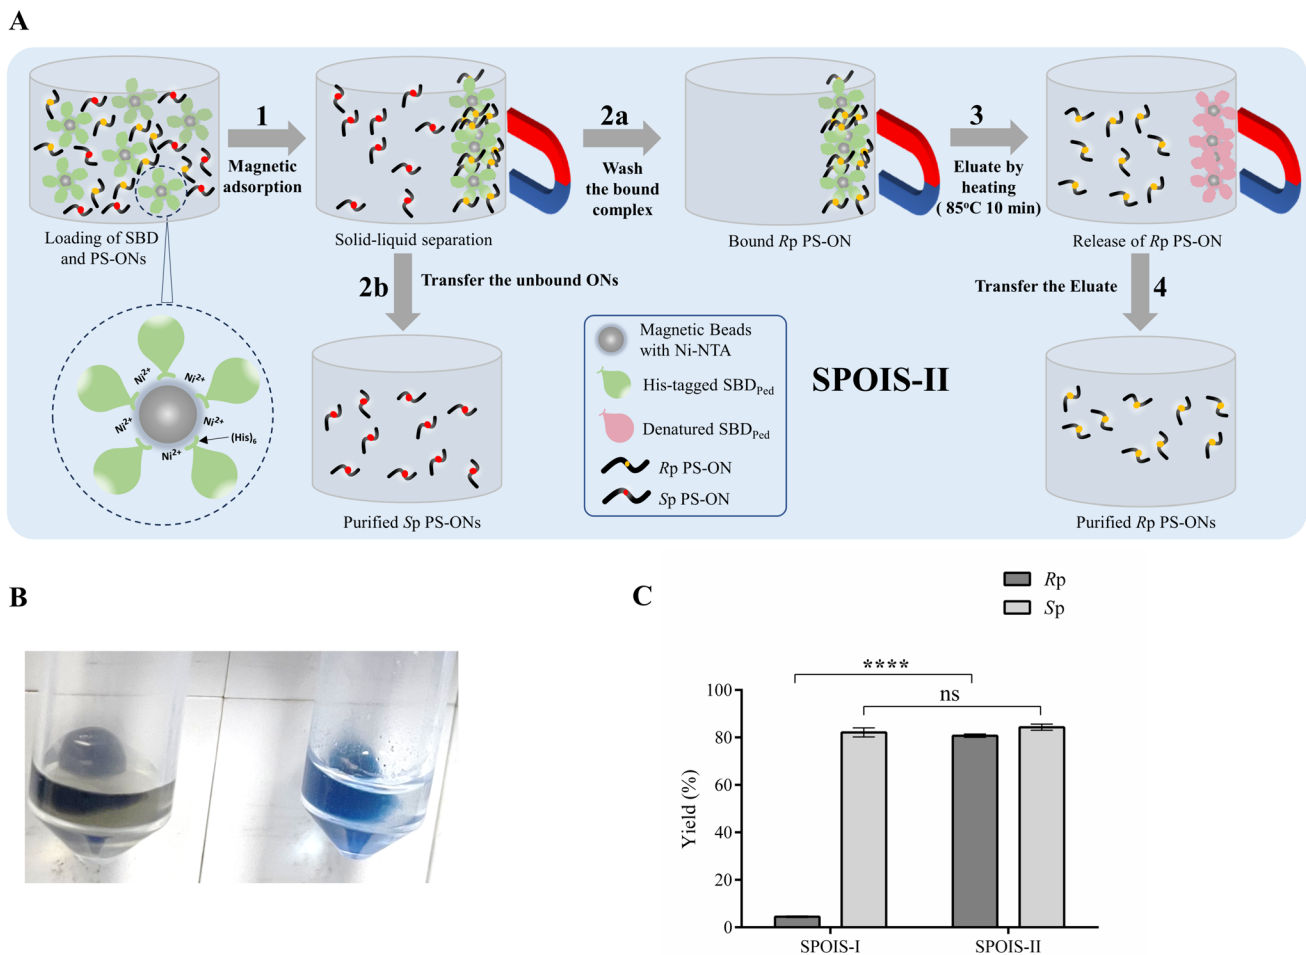 A
1
Magnetic
adsorption
2a
Wash
the bound
complex
3
Eluate by
heating
( 85°C 10 min)
Loading of SBD
and PS-ONs
Solid-liquid separation
Bound Rp PS-ON
Release of Rp PS-ON
2b
Transfer the unbound ONs
Transfer the Eluate
4
Ni2+
Ni2+
Ni2+
Ni2+
Ni2+
(His)6
Magnetic Beads
with Ni-NTA
His-tagged SBDPed
Denatured SBDPed
Rp PS-ON
Sp PS-ON
SPOIS-II
Purified Sp PS-ONs
Purified Rp PS-ONs
B
C
Rp
Sp
****
ns
Yield (%)
100
80
60
40
20
0
SPOIS-I
SPOIS-II